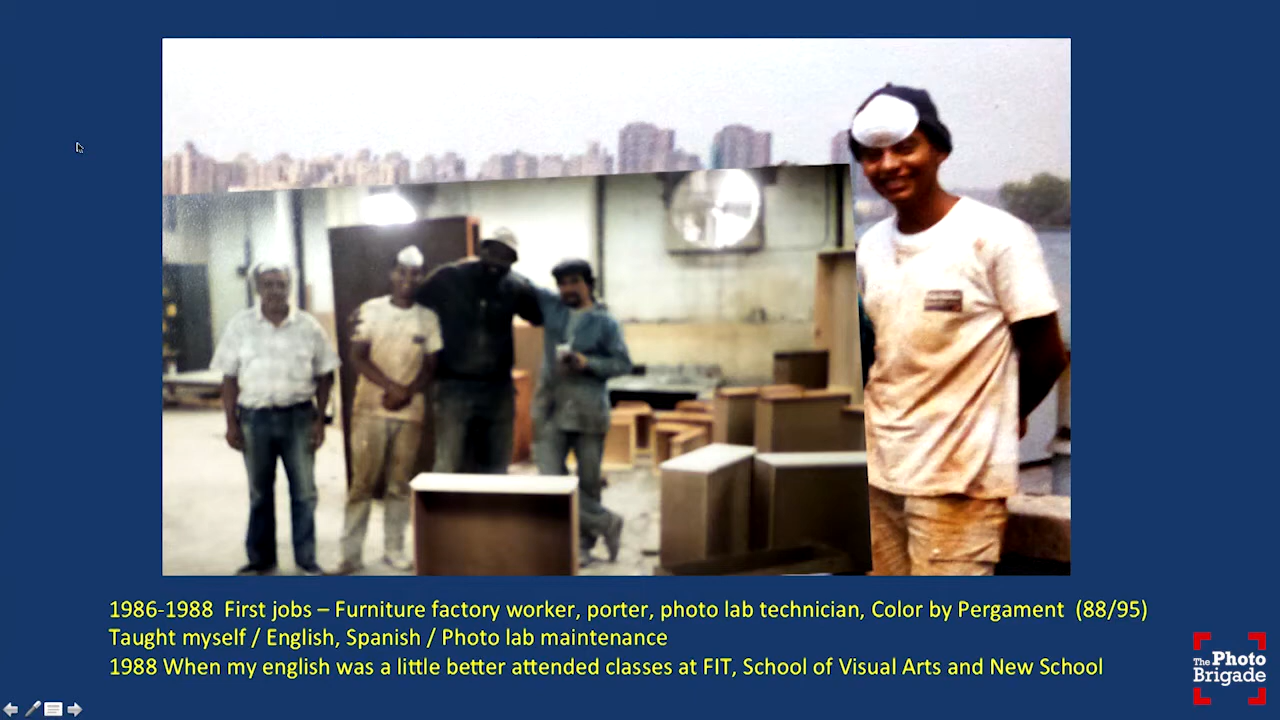 1986-1988 First jobs – Furniture factory worker, porter, photo lab technician, Color by Pergament (88/95)
Taught myself / English, Spanish / Photo lab maintenance
1988 When my english was a little better attended classes at FIT, School of Visual Arts and New School
The Photo
Brigade